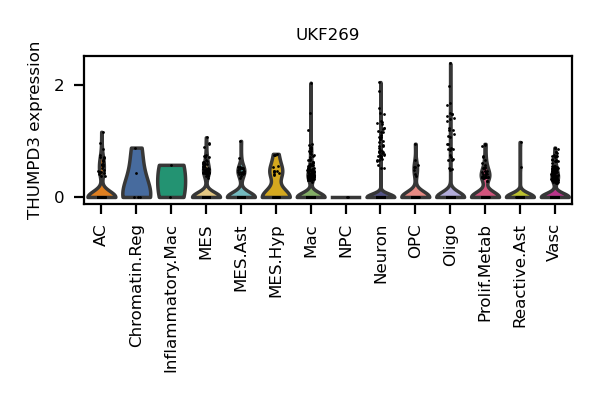 UKF269
THUMPD3 expression
2
0
AC
Chromatin.Reg
Inflammatory.Mac
MES
MES.Ast
MES.Hyp
Mac
NPC
Neuron
OPC
Oligo
Prolif.Metab
Reactive.Ast
Vasc